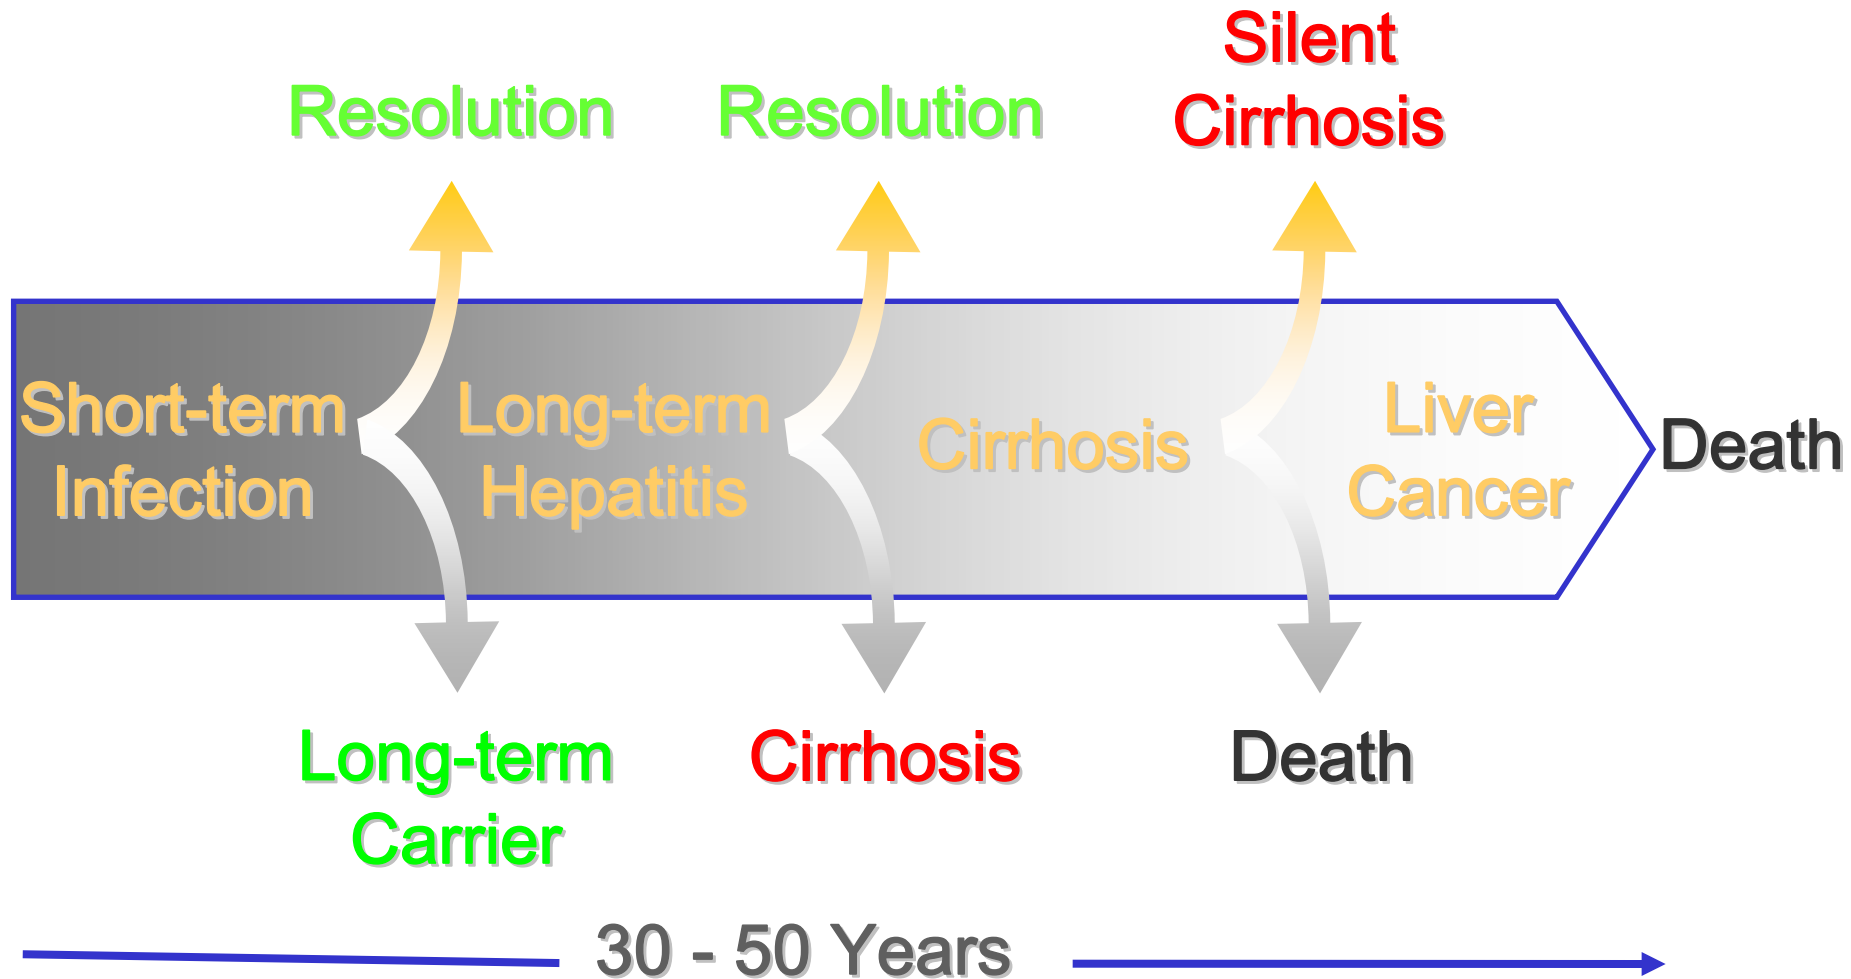 Resolution
Resolution
Silent
Cirrhosis
Short-term
Infection
Long-term
Hepatitis
Cirrhosis
Liver
Cancer
Death
Long-term
Carrier
Cirrhosis
Death
30 - 50 Years